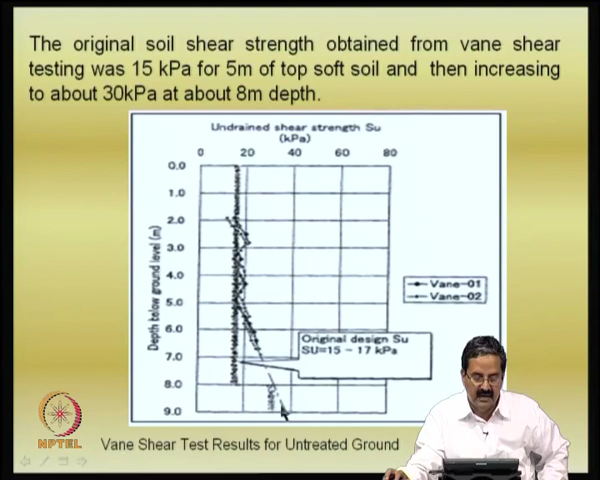 The original soil shear strength obtained from vane shear
testing was 15 kPa for 5m of top soft soil and then increasing
to about 30kPa at about 8m depth.
Undrained shear strength Su
(kPa)
0 20 40 60 80
0.0
1.0
2.0
3.0
4.0
5.0
6.0
7.0
8.0
9.0
Depth below ground level (m)
Vane-01
Vane-02
Original design Su
SU=15 ~ 17 kPa
NPTEL
Vane Shear Test Results for Untreated Ground